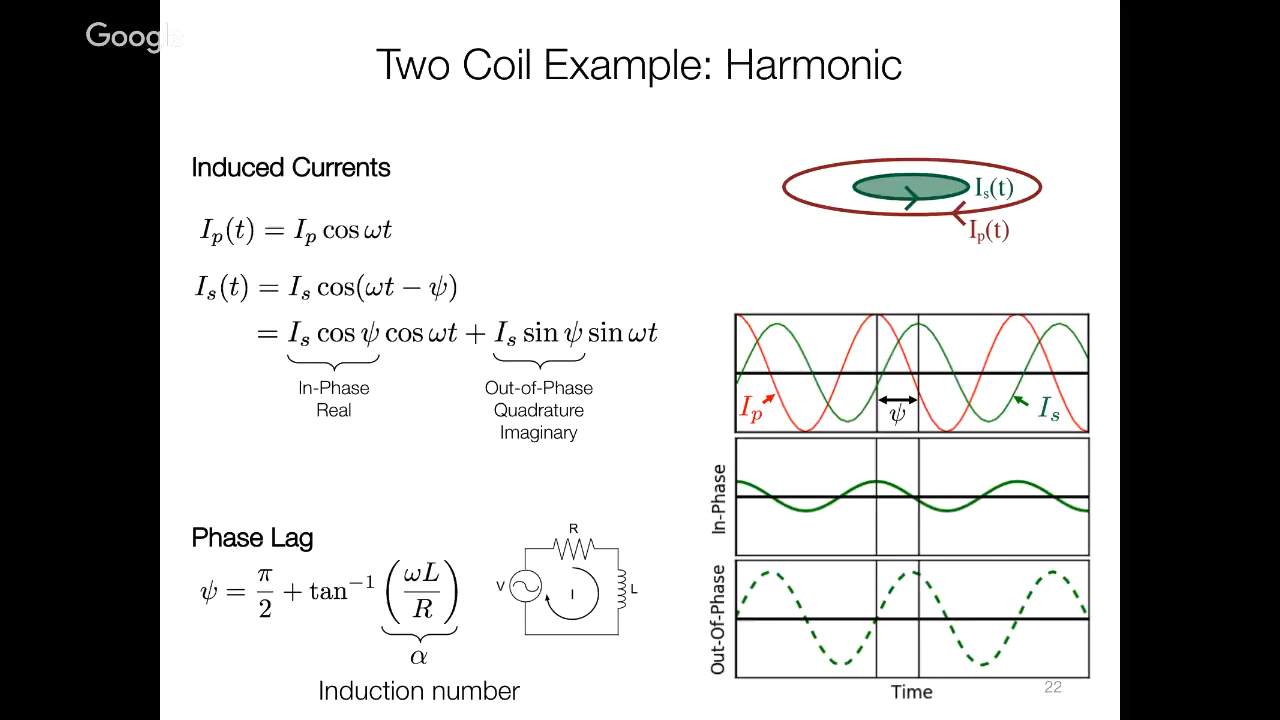 Google
Two Coil Example: Harmonic
Induced Currents
I_p(t) = I_p cos ωt
I_s(t) = I_s cos(ωt − ψ)
= I_s cos ψ cos ωt + I_s sin ψ sin ωt
In-Phase
Real
Out-of-Phase
Quadrature
Imaginary
Phase Lag
ψ = π/2 + tan⁻¹ (ωL/R)
α
Induction number
R
V
I
L
I_s(t)
I_p(t)
I_p
ψ
I_s
In-Phase
Out-Of-Phase
Time
22